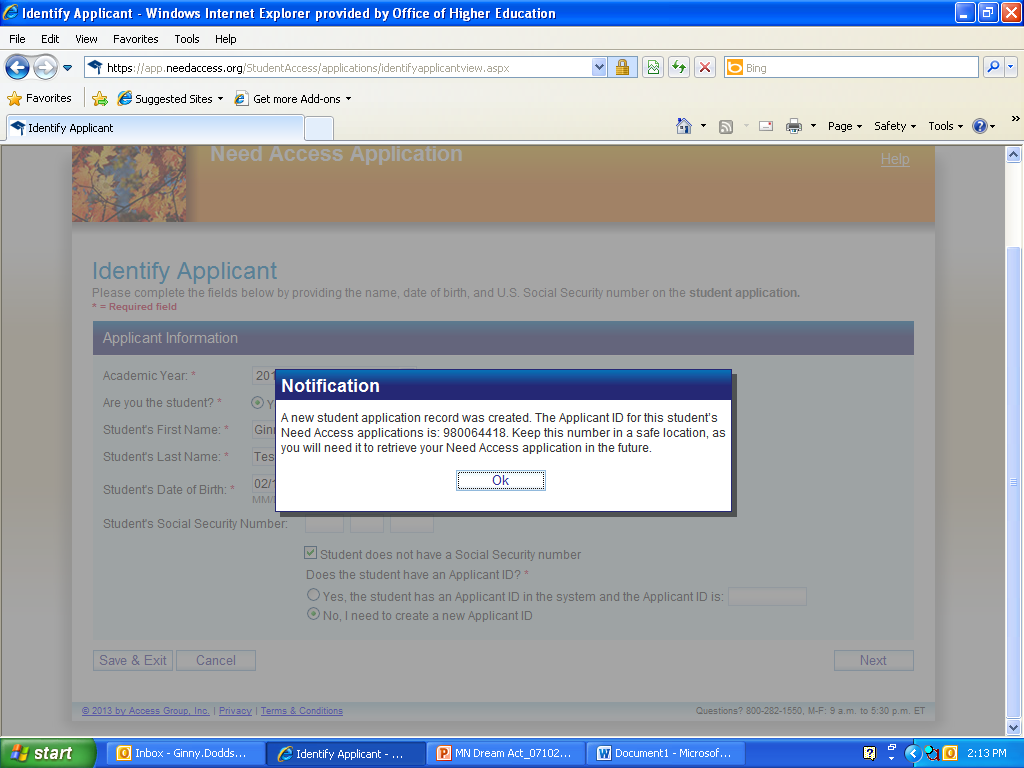 Identify Applicant - Windows Internet Explorer provided by Office of Higher Education
File Edit View Favorites Tools Help
https://app.needaccess.org/StudentAccess/applications/identifyapplicantview.aspx Bing
Favorites Suggested Sites Get more Add-ons
Identify Applicant Page Safety Tools
Need Access Application Help
Identify Applicant
Please complete the fields below by providing the name, date of birth, and U.S. Social Security number on the student application.
* = Required field
Applicant Information
Academic Year: * 201
Are you the student? * Y
Student's First Name: * Gin
Student's Last Name: * Tes
Student's Date of Birth: * 02/1
MM/
Notification
A new student application record was created. The Applicant ID for this student's
Need Access applications is: 980064418. Keep this number in a safe location, as
you will need it to retrieve your Need Access application in the future.
Ok
Student's Social Security Number:
Student does not have a Social Security number
Does the student have an Applicant ID? *
Yes, the student has an Applicant ID in the system and the Applicant ID is:
No, I need to create a new Applicant ID
Save & Exit Cancel Next
© 2013 by Access Group, Inc. | Privacy | Terms & Conditions Questions? 800-282-1550, M-F: 9 a.m. to 5:30 p.m. ET
start Inbox - Ginny.Dodds... Identify Applicant - ... MN Dream Act_07102... Document1 - Microsof... 2:13 PM